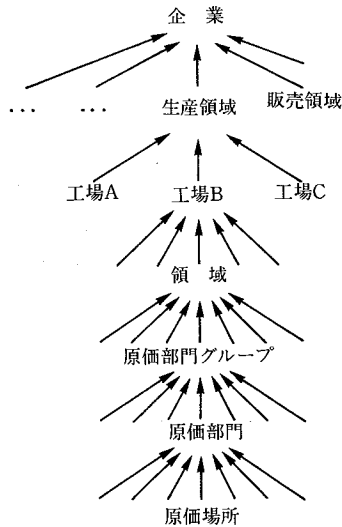 企業
... ... 生産領域 販売領域
工場A 工場B 工場C
領域
原価部門グループ
原価部門
原価場所